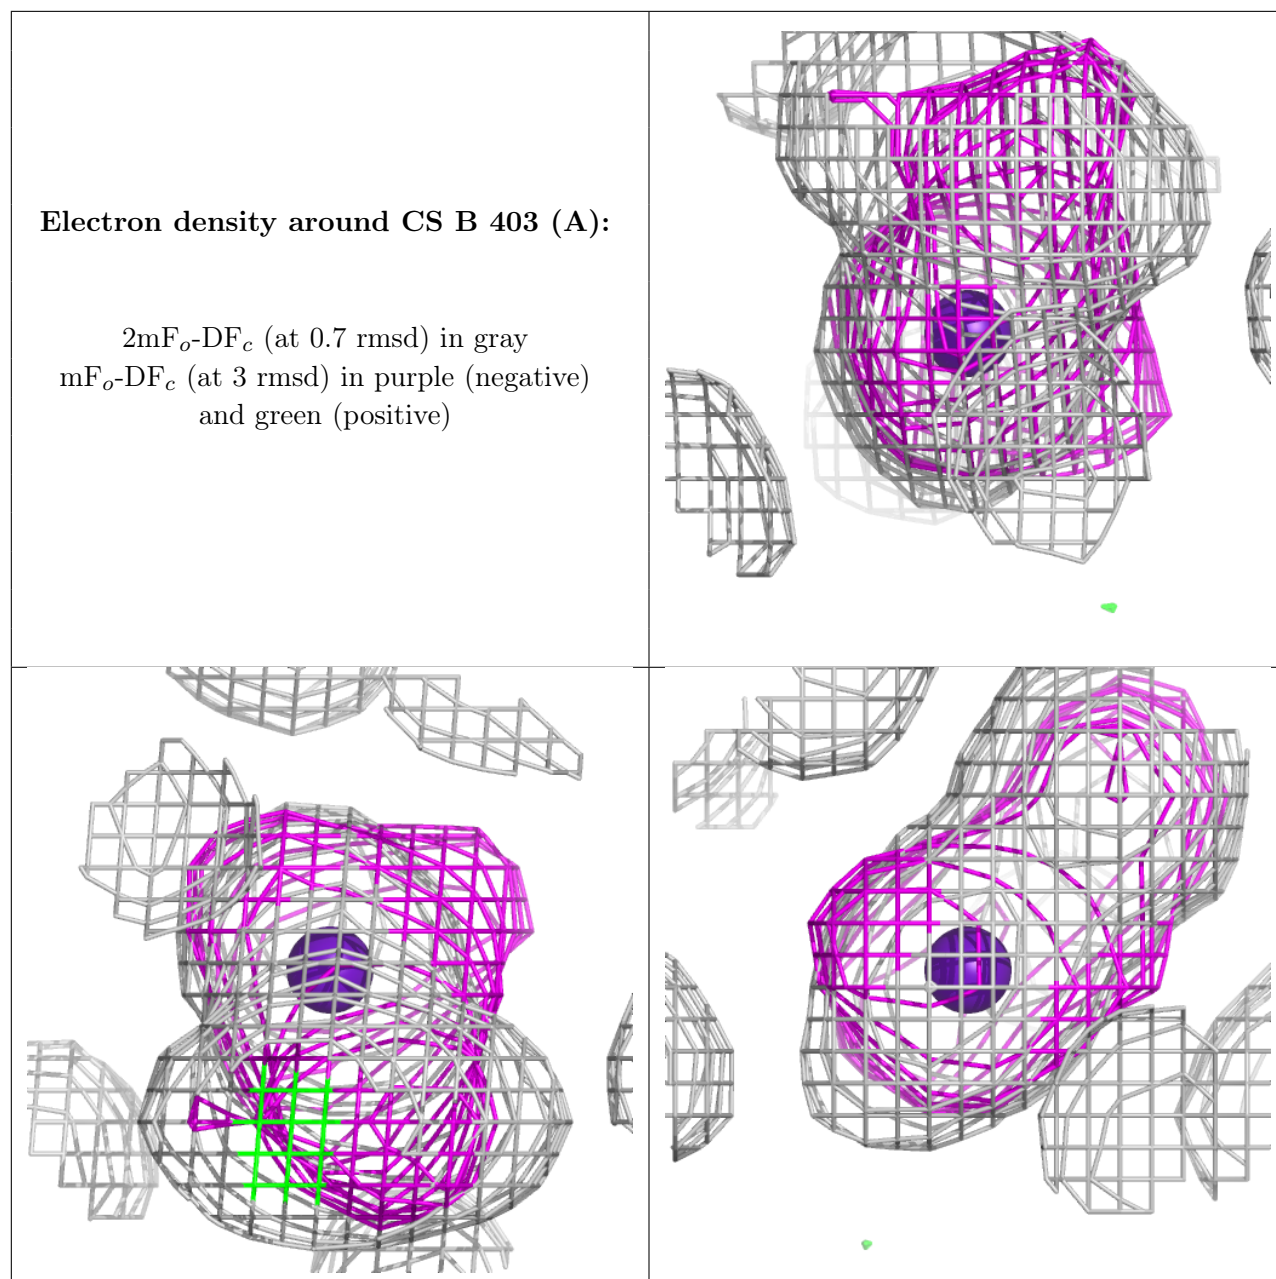 Electron density around CS B 403 (A):
2mFₒ-DF𝒸 (at 0.7 rmsd) in gray
mFₒ-DF𝒸 (at 3 rmsd) in purple (negative)
and green (positive)